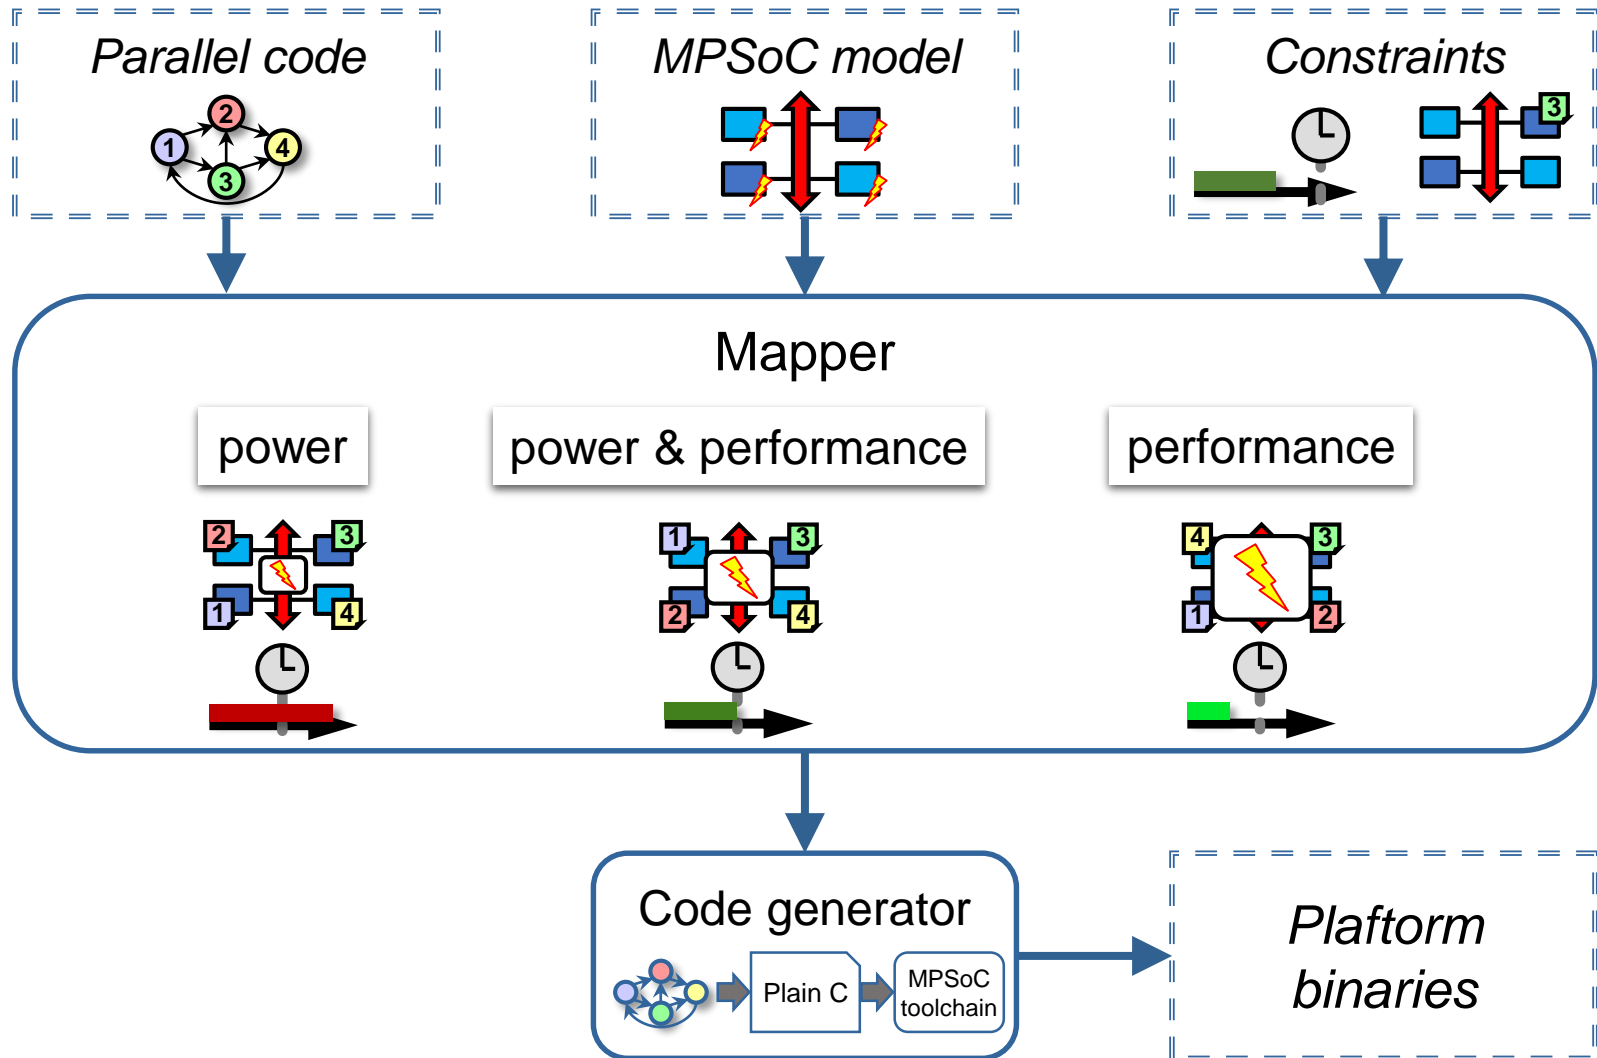 Parallel code
MPSoC model
Constraints
2
1
4
3
3
Mapper
power
power & performance
performance
2
3
1
4
1
3
2
4
4
3
1
2
Code generator
Plain C
MPSoC
toolchain
Plaftorm
binaries